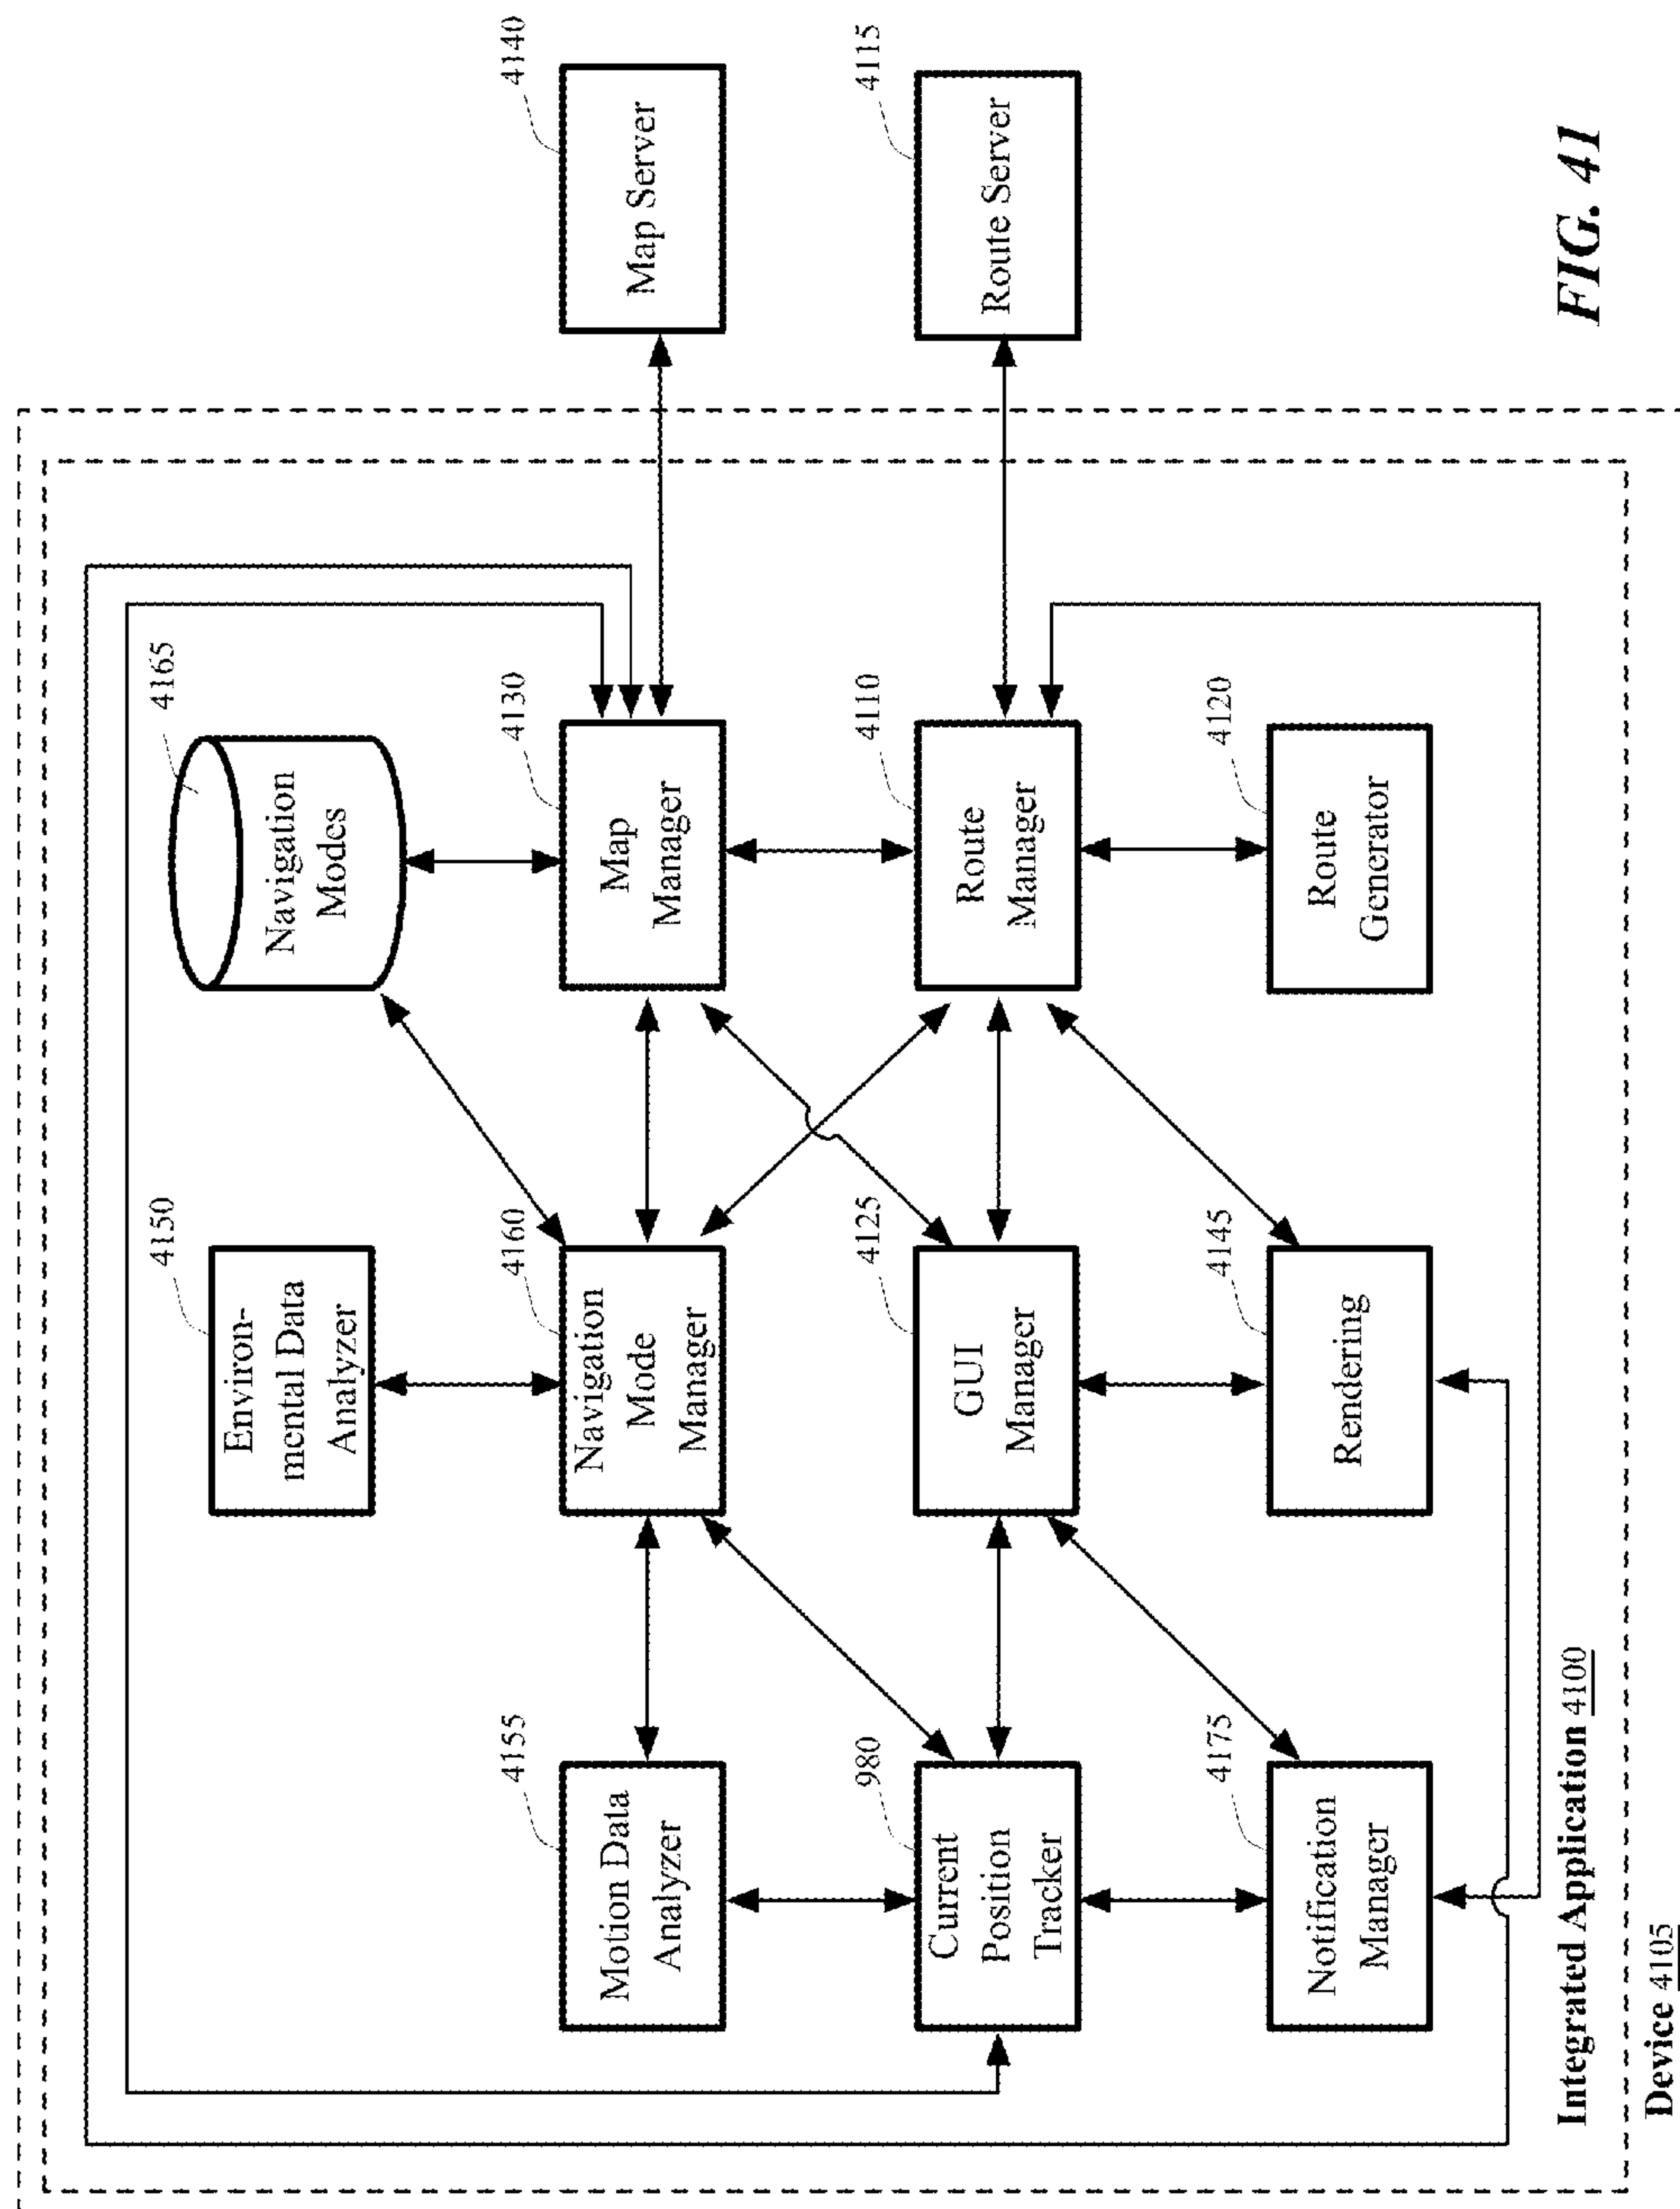 4150
Environ-
mental Data
Analyzer
4165
Navigation
Modes
4155
Motion Data
Analyzer
4160
Navigation
Mode
Manager
4130
Map
Manager
4140
Map Server
980
Current
Position
Tracker
4125
GUI
Manager
4110
Route
Manager
4115
Route Server
4175
Notification
Manager
4145
Rendering
4120
Route
Generator
Integrated Application 4100
Device 4105
FIG. 41